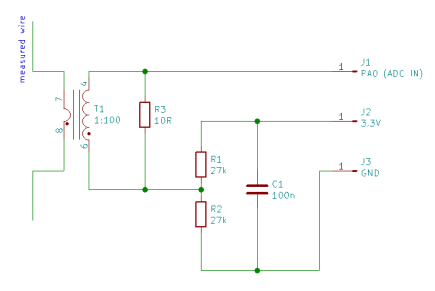 measured wire
1
J1
PA0 (ADC IN)
4
7
T1
1:100
8
6
R3
10R
1
J2
3.3V
R1
27k
1
J3
GND
C1
100n
R2
27k